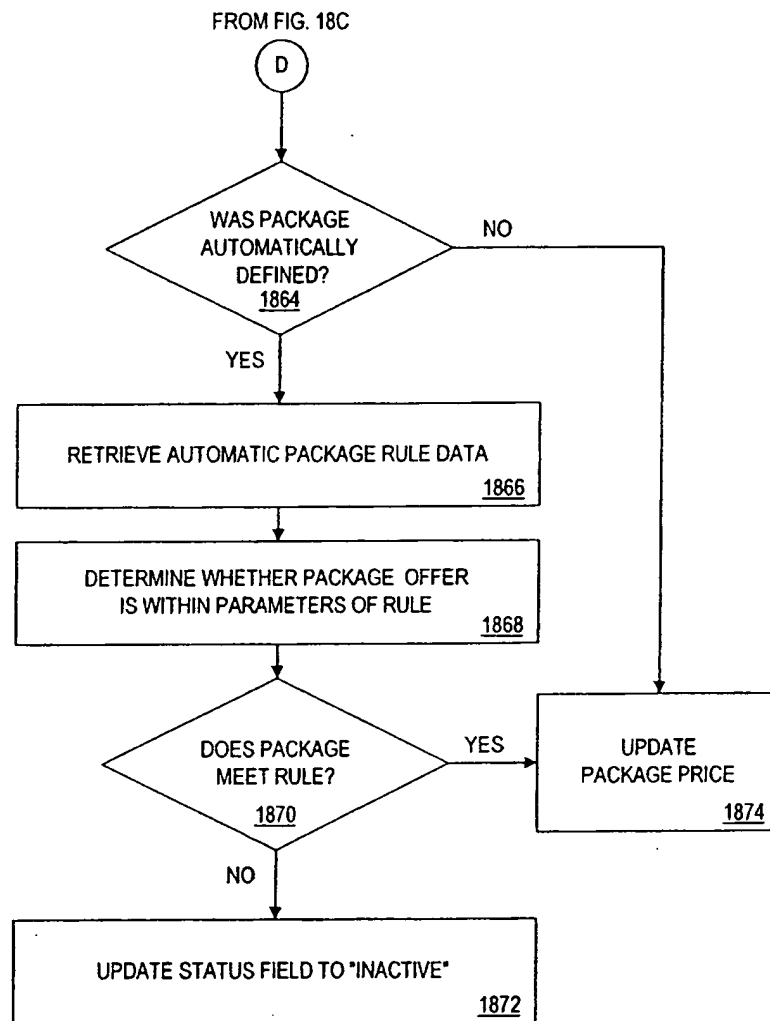 FROM FIG. 18C
D
WAS PACKAGE
AUTOMATICALLY
DEFINED?
1864
NO
YES
RETRIEVE AUTOMATIC PACKAGE RULE DATA
1866
DETERMINE WHETHER PACKAGE OFFER
IS WITHIN PARAMETERS OF RULE
1868
DOES PACKAGE
MEET RULE?
1870
YES
UPDATE
PACKAGE PRICE
1874
NO
UPDATE STATUS FIELD TO "INACTIVE"
1872